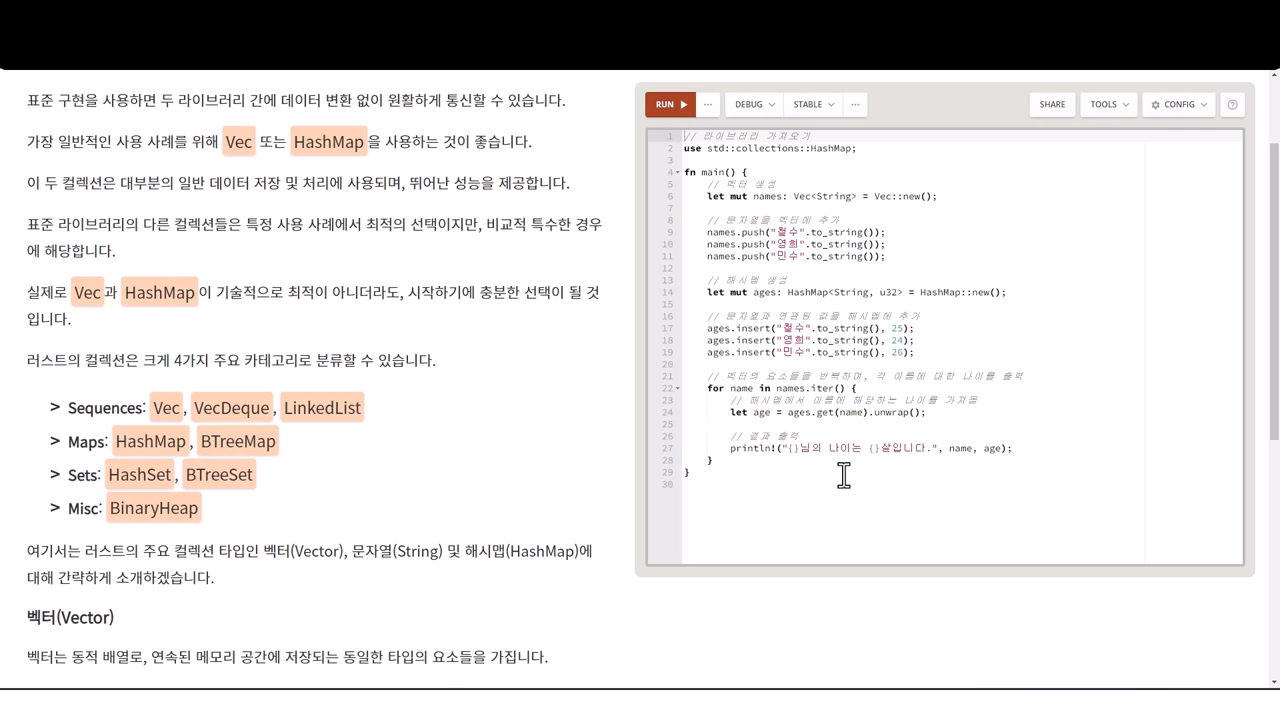 표준 구현을 사용하면 두 라이브러리 간에 데이터 변환 없이 원활하게 통신할 수 있습니다.
가장 일반적인 사용 사례를 위해 Vec 또는 HashMap 을 사용하는 것이 좋습니다.
이 두 컬렉션은 대부분의 일반 데이터 저장 및 처리에 사용되며, 뛰어난 성능을 제공합니다.
표준 라이브러리의 다른 컬렉션들은 특정 사용 사례에서 최적의 선택이지만, 비교적 특수한 경우
에 해당합니다.
실제로 Vec 과 HashMap 이 기술적으로 최적이 아니더라도, 시작하기에 충분한 선택이 될 것
입니다.
러스트의 컬렉션은 크게 4가지 주요 카테고리로 분류할 수 있습니다.
> Sequences: Vec , VecDeque , LinkedList
> Maps: HashMap , BTreeMap
> Sets: HashSet , BTreeSet
> Misc: BinaryHeap
여기서는 러스트의 주요 컬렉션 타입인 벡터(Vector), 문자열(String) 및 해시맵(HashMap)에
대해 간략하게 소개하겠습니다.
벡터(Vector)
벡터는 동적 배열로, 연속된 메모리 공간에 저장되는 동일한 타입의 요소들을 가집니다.
RUN ... DEBUG STABLE ... SHARE TOOLS CONFIG ?
1 // 라이브러리 가져오기
2 use std::collections::HashMap;
3
4 fn main() {
5 // 벡터 생성
6 let mut names: Vec<String> = Vec::new();
7
8 // 문자열을 벡터에 추가
9 names.push("철수".to_string());
10 names.push("영희".to_string());
11 names.push("민수".to_string());
12
13 // 해시맵 생성
14 let mut ages: HashMap<String, u32> = HashMap::new();
15
16 // 문자열과 연관된 값을 해시맵에 추가
17 ages.insert("철수".to_string(), 25);
18 ages.insert("영희".to_string(), 24);
19 ages.insert("민수".to_string(), 26);
20
21 // 벡터의 요소들을 반복하며, 각 이름에 대한 나이를 출력
22 for name in names.iter() {
23 // 해시맵에서 이름에 해당하는 나이를 가져옴
24 let age = ages.get(name).unwrap();
25
26 // 결과 출력
27 println!("{}님의 나이는 {}살입니다.", name, age);
28 }
29 }
30